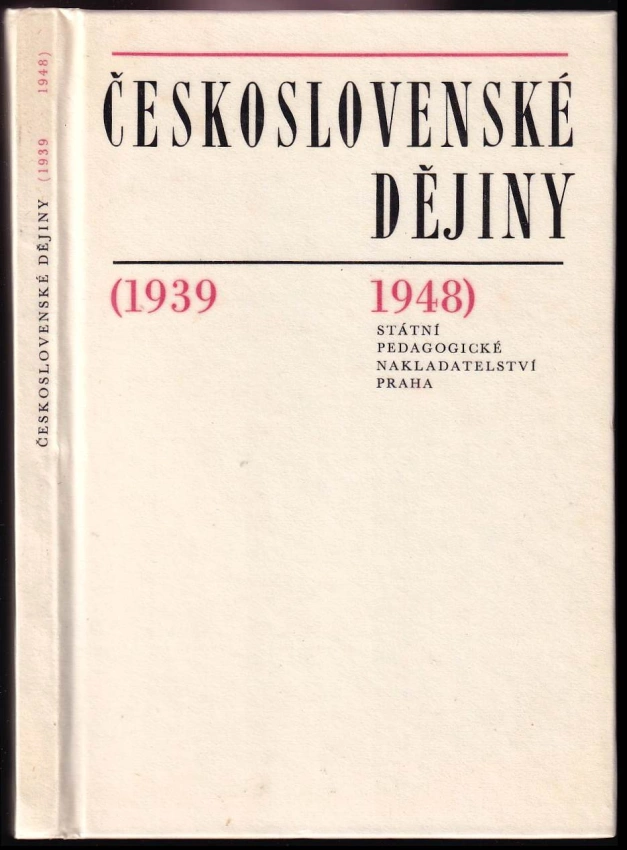 ČESKOSLOVENSKÉ DĚJINY (1939 1948)
ČESKOSLOVENSKÉ
DĚJINY
(1939 1948)
STÁTNÍ
PEDAGOGICKÉ
NAKLADATELSTVÍ
PRAHA